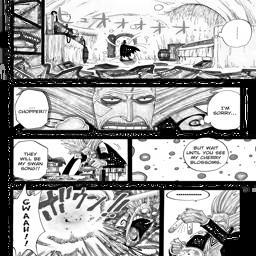 I'M
SORRY...
...
CHOPPER!!
BUT WAIT
UNTIL YOU SEE
MY CHERRY
BLOSSOMS.
THEY
WILL BE
MY SWAN
SONG!!
GWAAH!!